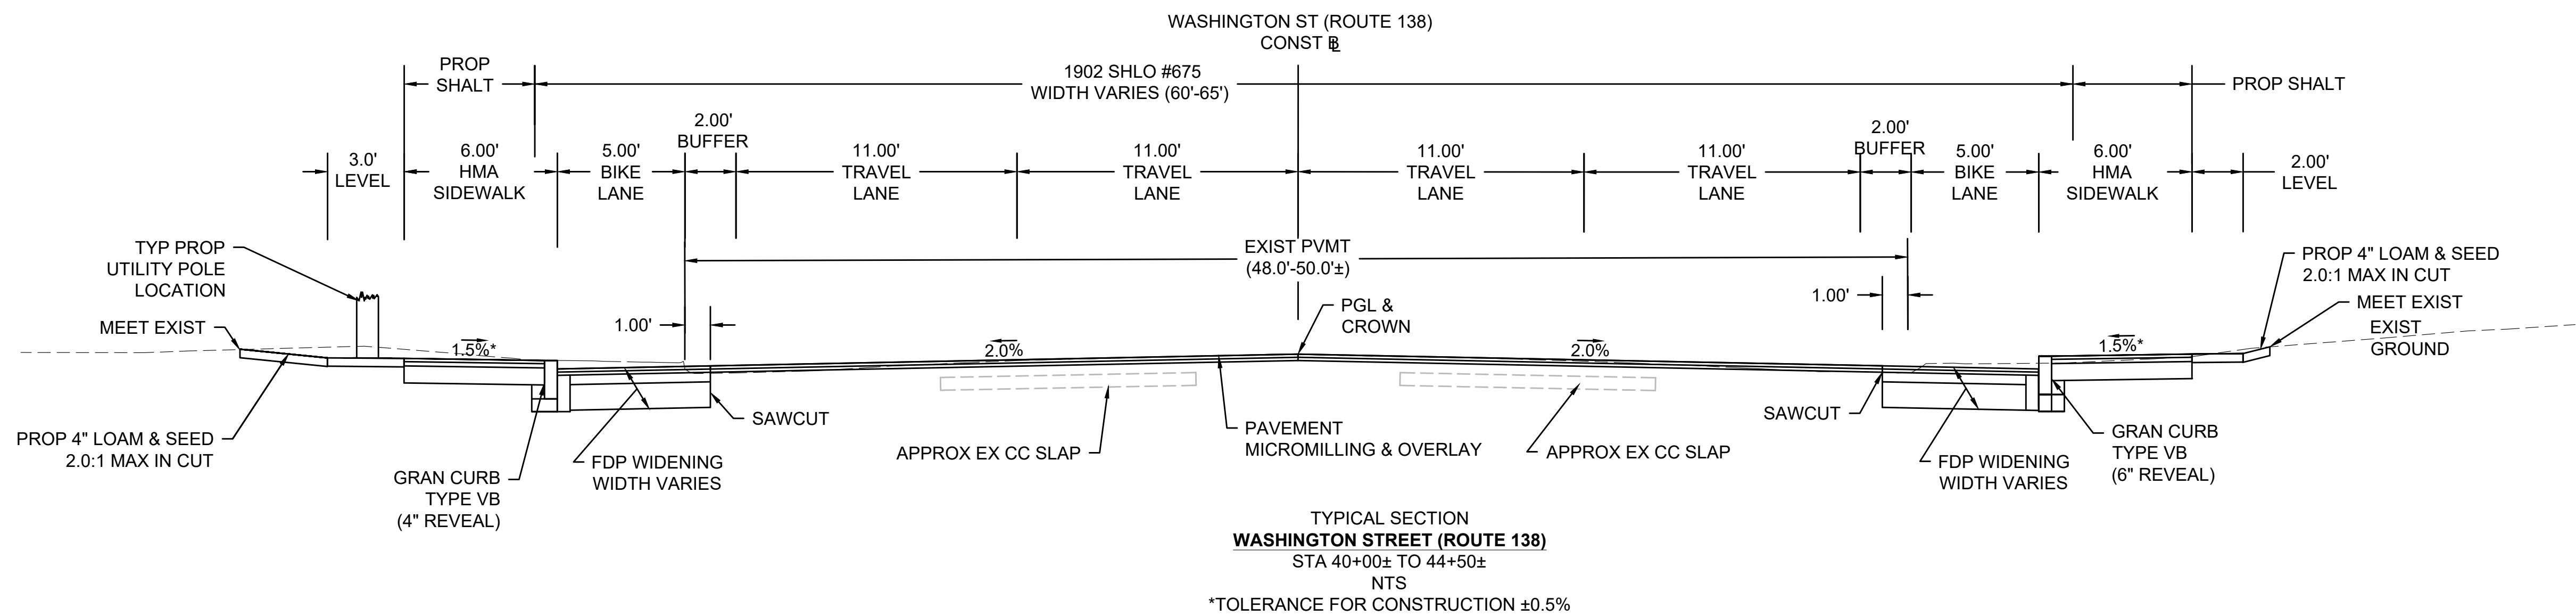 WASHINGTON ST (ROUTE 138)
CONST BL
PROP
SHALT
1902 SHLO #675
WIDTH VARIES (60'-65')
PROP SHALT
3.0'
LEVEL
6.00'
HMA
SIDEWALK
5.00'
BIKE
LANE
2.00'
BUFFER
11.00'
TRAVEL
LANE
11.00'
TRAVEL
LANE
11.00'
TRAVEL
LANE
11.00'
TRAVEL
LANE
2.00'
BUFFER
5.00'
BIKE
LANE
6.00'
HMA
SIDEWALK
2.00'
LEVEL
TYP PROP
UTILITY POLE
LOCATION
EXIST PVMT
(48.0'-50.0'±)
PROP 4" LOAM & SEED
2.0:1 MAX IN CUT
MEET EXIST
1.00'
PGL &
CROWN
1.00'
MEET EXIST
EXIST
GROUND
1.5%*
2.0%
2.0%
1.5%*
PROP 4" LOAM & SEED
2.0:1 MAX IN CUT
GRAN CURB
TYPE VB
(4" REVEAL)
FDP WIDENING
WIDTH VARIES
SAWCUT
APPROX EX CC SLAP
PAVEMENT
MICROMILLING & OVERLAY
APPROX EX CC SLAP
SAWCUT
FDP WIDENING
WIDTH VARIES
GRAN CURB
TYPE VB
(6" REVEAL)
TYPICAL SECTION
WASHINGTON STREET (ROUTE 138)
STA 40+00± TO 44+50±
NTS
*TOLERANCE FOR CONSTRUCTION ±0.5%